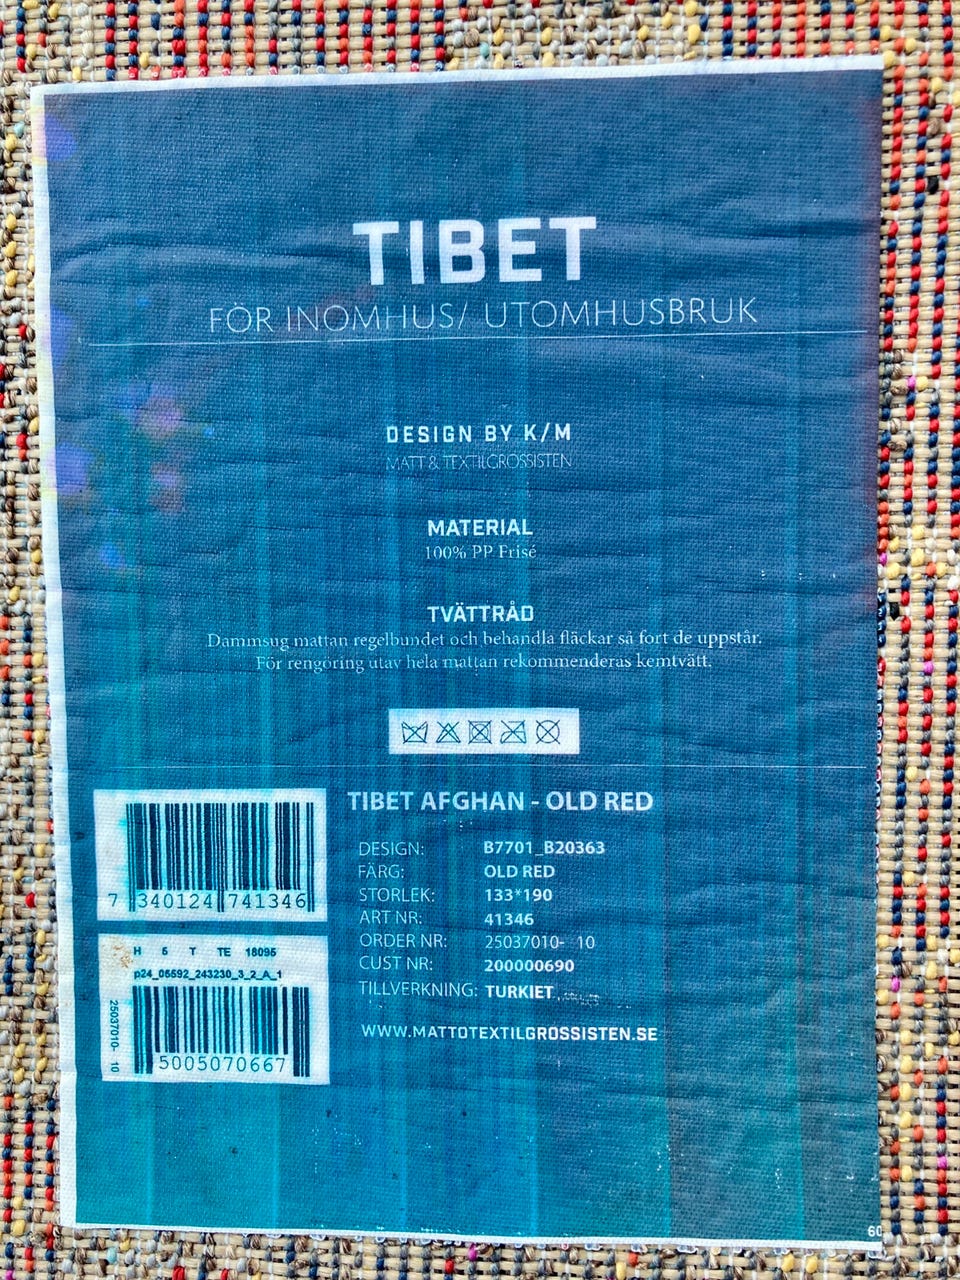 TIBET
FÖR INOMHUS/ UTOMHUSBRUK
DESIGN BY K/M
MATT & TEXTILGROSSISTEN
MATERIAL
100% PP Frisé
TVÄTTRÅD
Dammsug mattan regelbundet och behandla fläckar så fort de uppstår.
För rengöring utav hela mattan rekommenderas kemtvätt.
TIBET AFGHAN - OLD RED
DESIGN: B7701_B20363
FÄRG: OLD RED
STORLEK: 133*190
ART NR: 41346
ORDER NR: 25037010- 10
CUST NR: 200000690
TILLVERKNING: TURKIET
WWW.MATTOTEXTILGROSSISTEN.SE
7 340124 741346
H 5 T TE 18095
p24_06592_243230_3_2_A_1
25037010- 10
5005070667
60